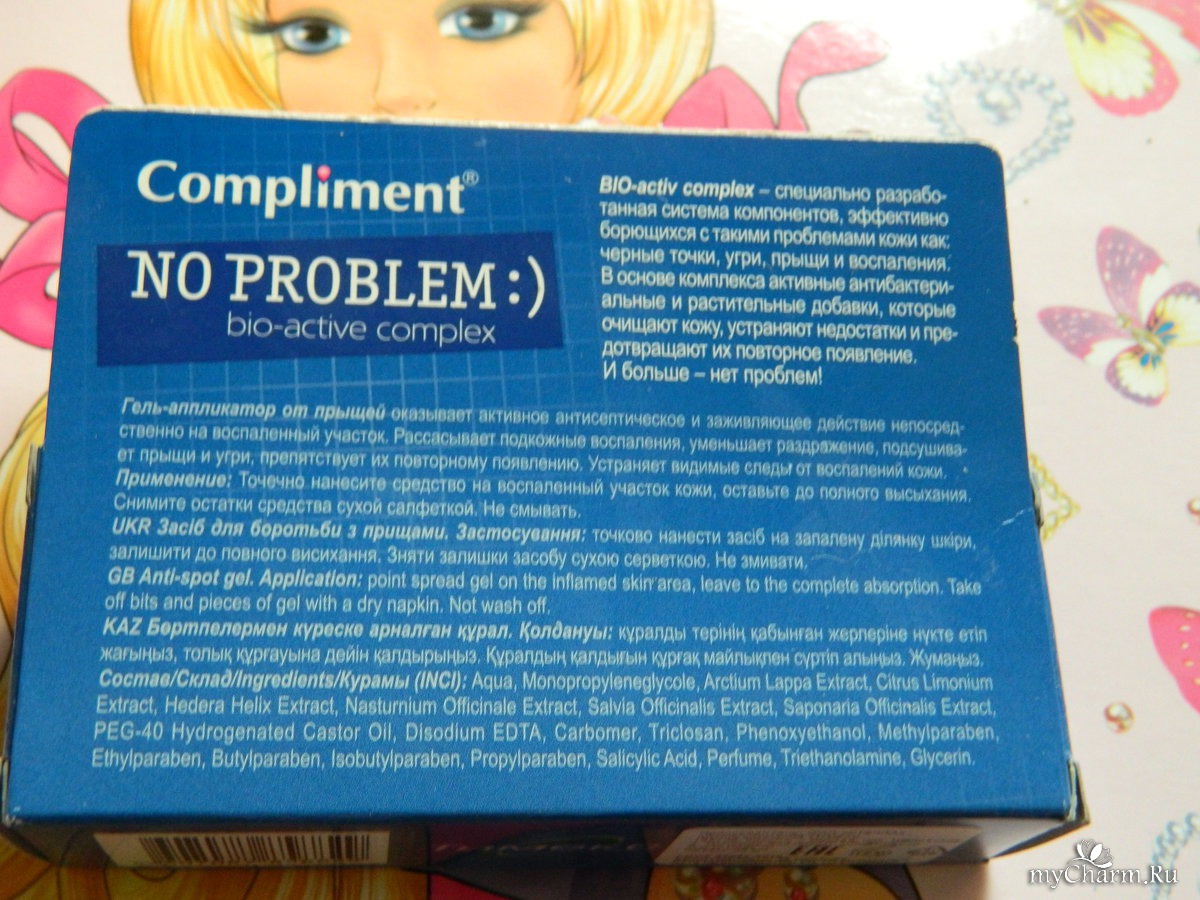 Compliment®
NO PROBLEM :)
bio-active complex
BIO-activ complex – специально разрабо-
танная система компонентов, эффективно
борющихся с такими проблемами кожи как:
черные точки, угри, прыщи и воспаления.
В основе комплекса активные антибактери-
альные и растительные добавки, которые
очищают кожу, устраняют недостатки и пре-
дотвращают их повторное появление.
И больше – нет проблем!
Гель-аппликатор от прыщей оказывает активное антисептическое и заживляющее действие непосред-
ственно на воспаленный участок. Рассасывает подкожные воспаления, уменьшает раздражение, подсушива-
ет прыщи и угри, препятствует их повторному появлению. Устраняет видимые следы от воспалений кожи.
Применение: Точечно нанесите средство на воспаленный участок кожи, оставьте до полного высыхания.
Снимите остатки средства сухой салфеткой. Не смывать.
UKR Засіб для боротьби з прищами. Застосування: точково нанести засіб на запалену ділянку шкіри,
залишити до повного висихання. Зняти залишки засобу сухою серветкою. Не змивати.
GB Anti-spot gel. Application: point spread gel on the inflamed skin area, leave to the complete absorption. Take
off bits and pieces of gel with a dry napkin. Not wash off.
KAZ Бөртпелермен күреске арналған құрал. Қолдануы: құралды терінің қабынған жерлеріне нүкте етіп
жағыңыз, толық құрғауына дейін қалдырыңыз. Құралдың қалдығын құрғақ майлықпен сүртіп алыңыз. Жумаңыз.
Состав/Склад/Ingredients/Курамы (INCI): Aqua, Monopropyleneglycole, Arctium Lappa Extract, Citrus Limonium
Extract, Hedera Helix Extract, Nasturnium Officinale Extract, Salvia Officinalis Extract, Saponaria Officinalis Extract,
PEG-40 Hydrogenated Castor Oil, Disodium EDTA, Carbomer, Triclosan, Phenoxyethanol, Methylparaben,
Ethylparaben, Butylparaben, Isobutylparaben, Propylparaben, Salicylic Acid, Perfume, Triethanolamine, Glycerin.
EAC
myCharm.Ru